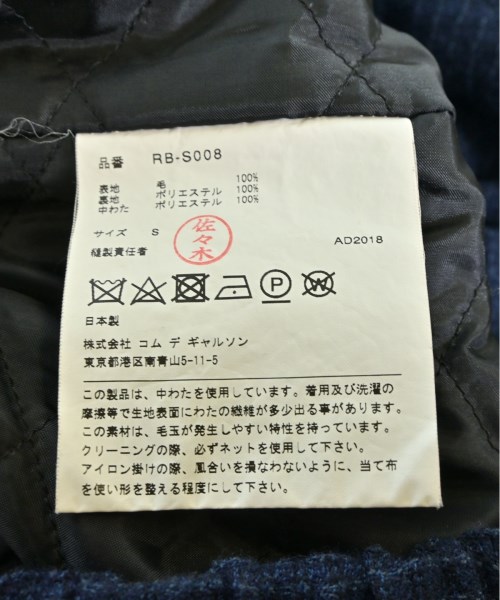 品番 RB-S008
表地 毛 100%
裏地 ポリエステル 100%
中わた ポリエステル 100%
サイズ S
縫製責任者 佐々木 AD2018
P W
日本製
株式会社 コム デ ギャルソン
東京都港区南青山5-11-5
この製品は、中わたを使用しています。着用及び洗濯の
摩擦等で生地表面にわたの繊維が多少出る事があります。
この素材は、毛玉が発生しやすい特性を持っています。
クリーニングの際、必ずネットを使用して下さい。
アイロン掛けの際、風合いを損なわないように、当て布
を使い形を整える程度にして下さい。